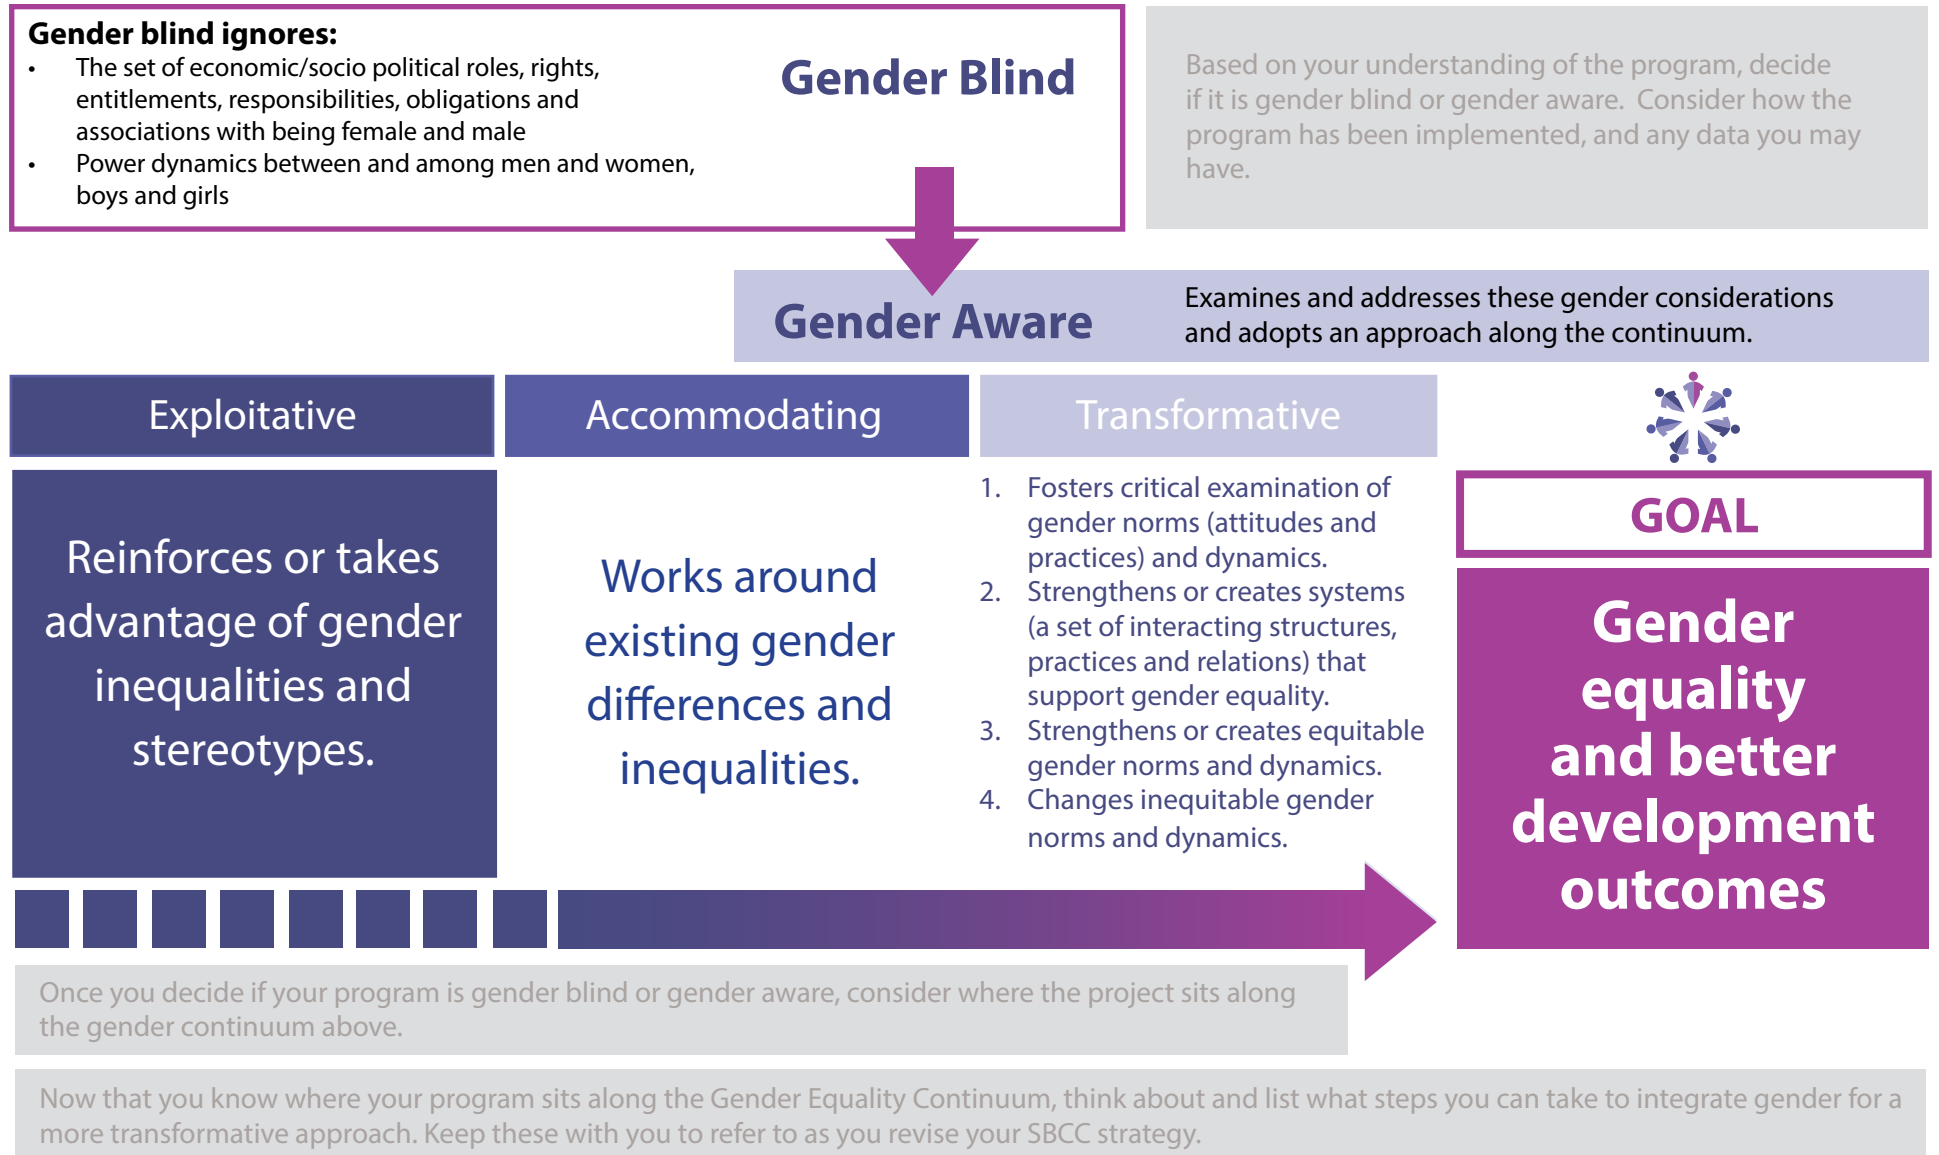 Gender blind ignores:
• The set of economic/socio political roles, rights,
entitlements, responsibilities, obligations and
associations with being female and male
• Power dynamics between and among men and women,
boys and girls
Gender Blind
Based on your understanding of the program, decide
if it is gender blind or gender aware. Consider how the
program has been implemented, and any data you may
have.
Gender Aware
Examines and addresses these gender considerations
and adopts an approach along the continuum.
Exploitative
Reinforces or takes
advantage of gender
inequalities and
stereotypes.
Accommodating
Works around
existing gender
differences and
inequalities.
Transformative
1. Fosters critical examination of
gender norms (attitudes and
practices) and dynamics.
2. Strengthens or creates systems
(a set of interacting structures,
practices and relations) that
support gender equality.
3. Strengthens or creates equitable
gender norms and dynamics.
4. Changes inequitable gender
norms and dynamics.
GOAL
Gender
equality
and better
development
outcomes
Once you decide if your program is gender blind or gender aware, consider where the project sits along
the gender continuum above.
Now that you know where your program sits along the Gender Equality Continuum, think about and list what steps you can take to integrate gender for a
more transformative approach. Keep these with you to refer to as you revise your SBCC strategy.